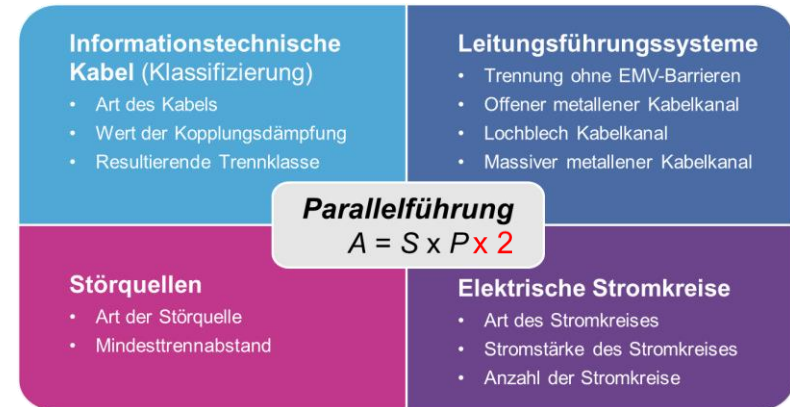 Informationstechnische
Kabel (Klassifizierung)
• Art des Kabels
• Wert der Kopplungsdämpfung
• Resultierende Trennklasse
Leitungsführungssysteme
• Trennung ohne EMV-Barrieren
• Offener metallener Kabelkanal
• Lochblech Kabelkanal
• Massiver metallener Kabelkanal
Parallelführung
A = S x P x 2
Störquellen
• Art der Störquelle
• Mindesttrennabstand
Elektrische Stromkreise
• Art des Stromkreises
• Stromstärke des Stromkreises
• Anzahl der Stromkreise